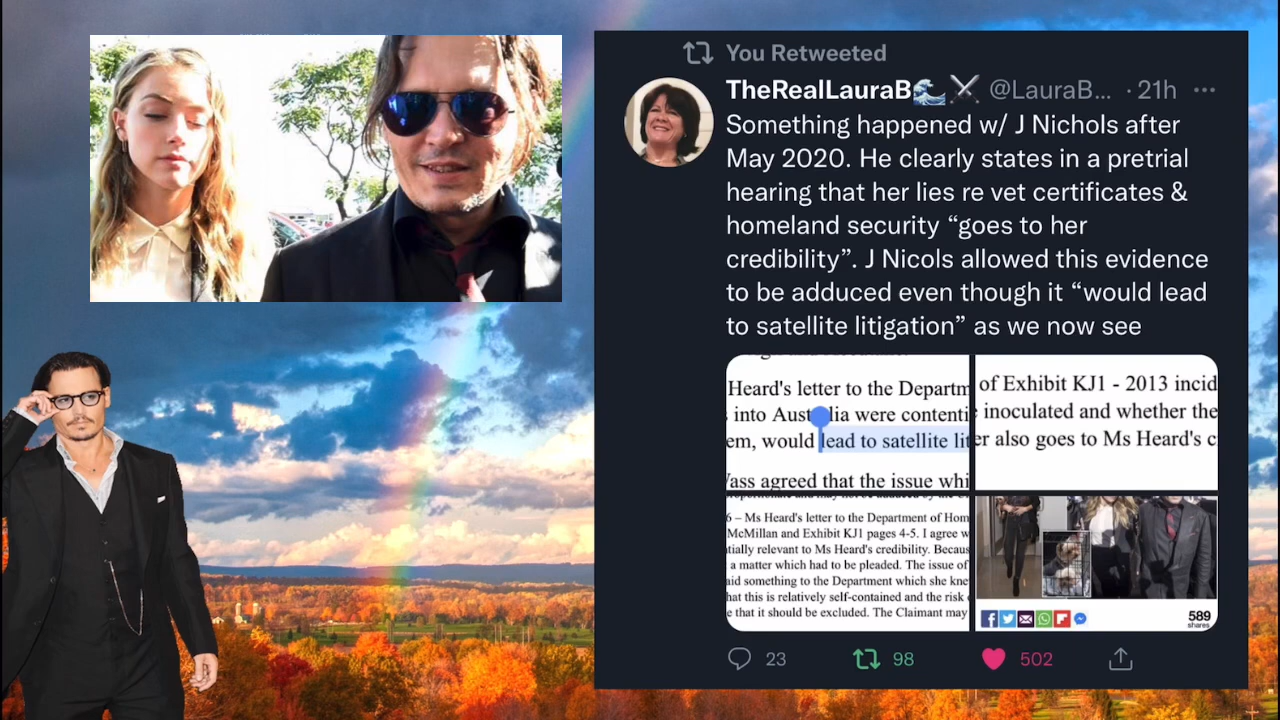 You Retweeted
TheRealLauraB🌊⚔️ @LauraB... · 21h ···
Something happened w/ J Nichols after
May 2020. He clearly states in a pretrial
hearing that her lies re vet certificates &
homeland security “goes to her
credibility”. J Nicols allowed this evidence
to be adduced even though it “would lead
to satellite litigation” as we now see
Heard's letter to the Departm
into Aust lia were contenti
em, would lead to satellite lit
Vass agreed that the issue whi
of Exhibit KJ1 - 2013 incid
inoculated and whether the
er also goes to Ms Heard's c
6 – Ms Heard's letter to the Department of Hom
McMillan and Exhibit KJ1 pages 4-5. I agree w
tially relevant to Ms Heard's credibility. Becaus
a matter which had to be pleaded. The issue of
aid something to the Department which she kne
hat this is relatively self-contained and the risk
e that it should be excluded. The Claimant may
589
shares
23
98
502